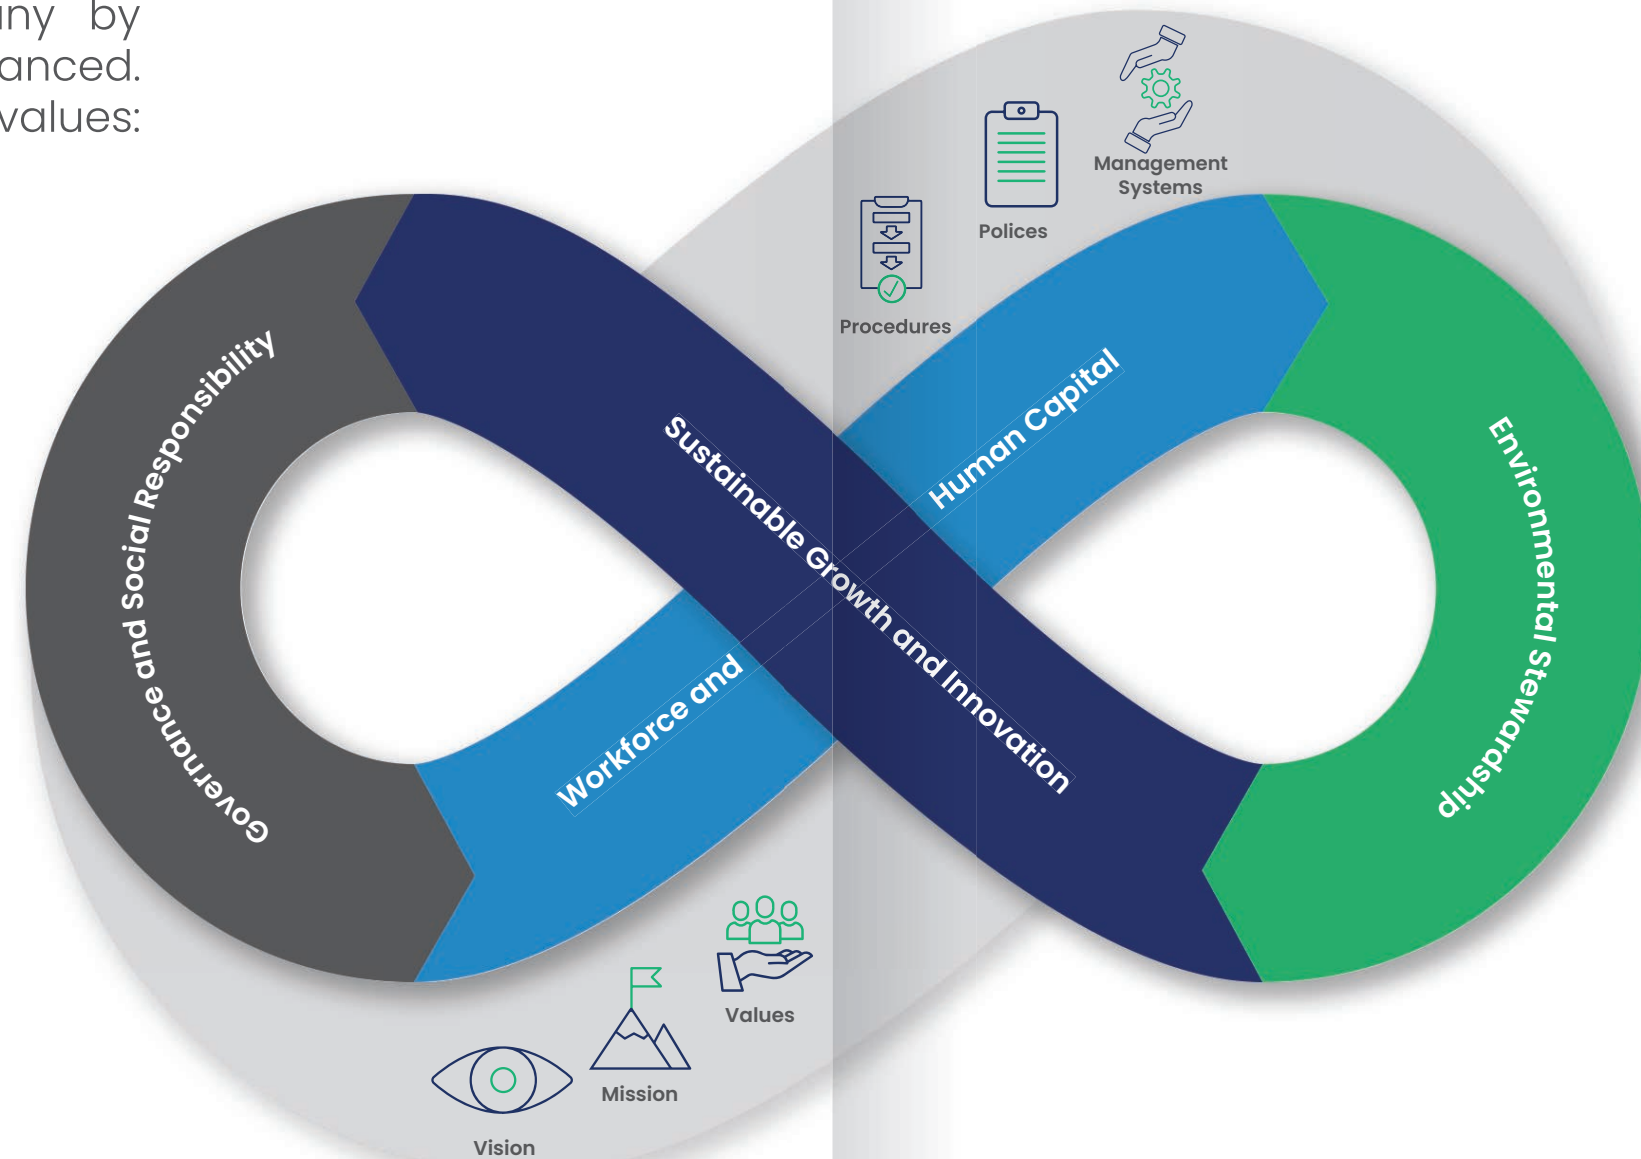 any by
anced.
values:
Management
Systems
Polices
Procedures
Governance and Social Responsibility
Sustainable Growth and Innovation
Workforce and Human Capital
Environmental Stewardship
Values
Mission
Vision